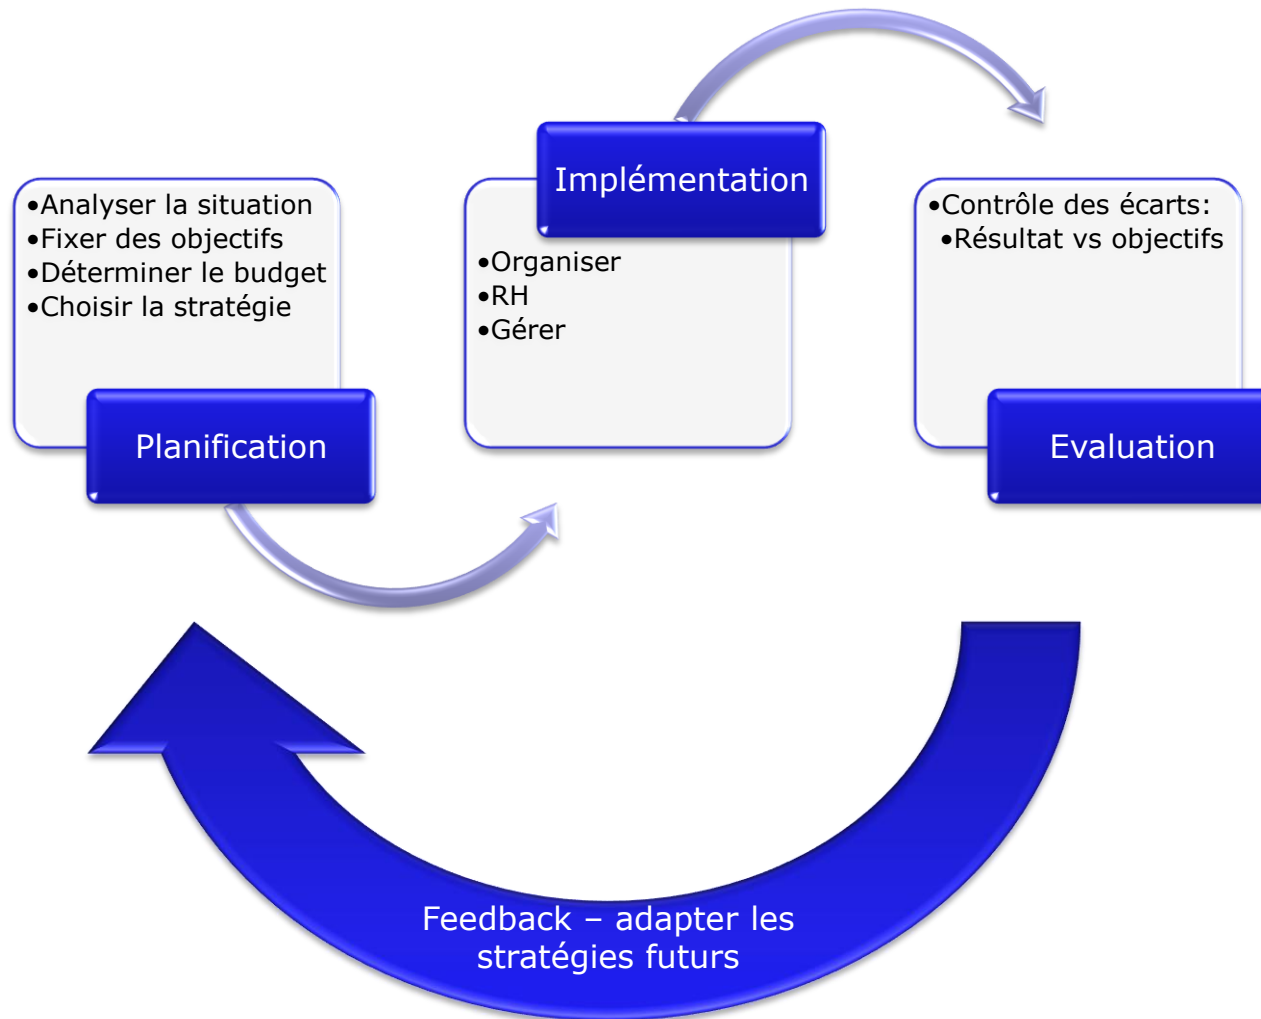 •Analyser la situation
•Fixer des objectifs
•Déterminer le budget
•Choisir la stratégie
Planification
Implémentation
•Organiser
•RH
•Gérer
•Contrôle des écarts:
•Résultat vs objectifs
Evaluation
Feedback – adapter les
stratégies futurs